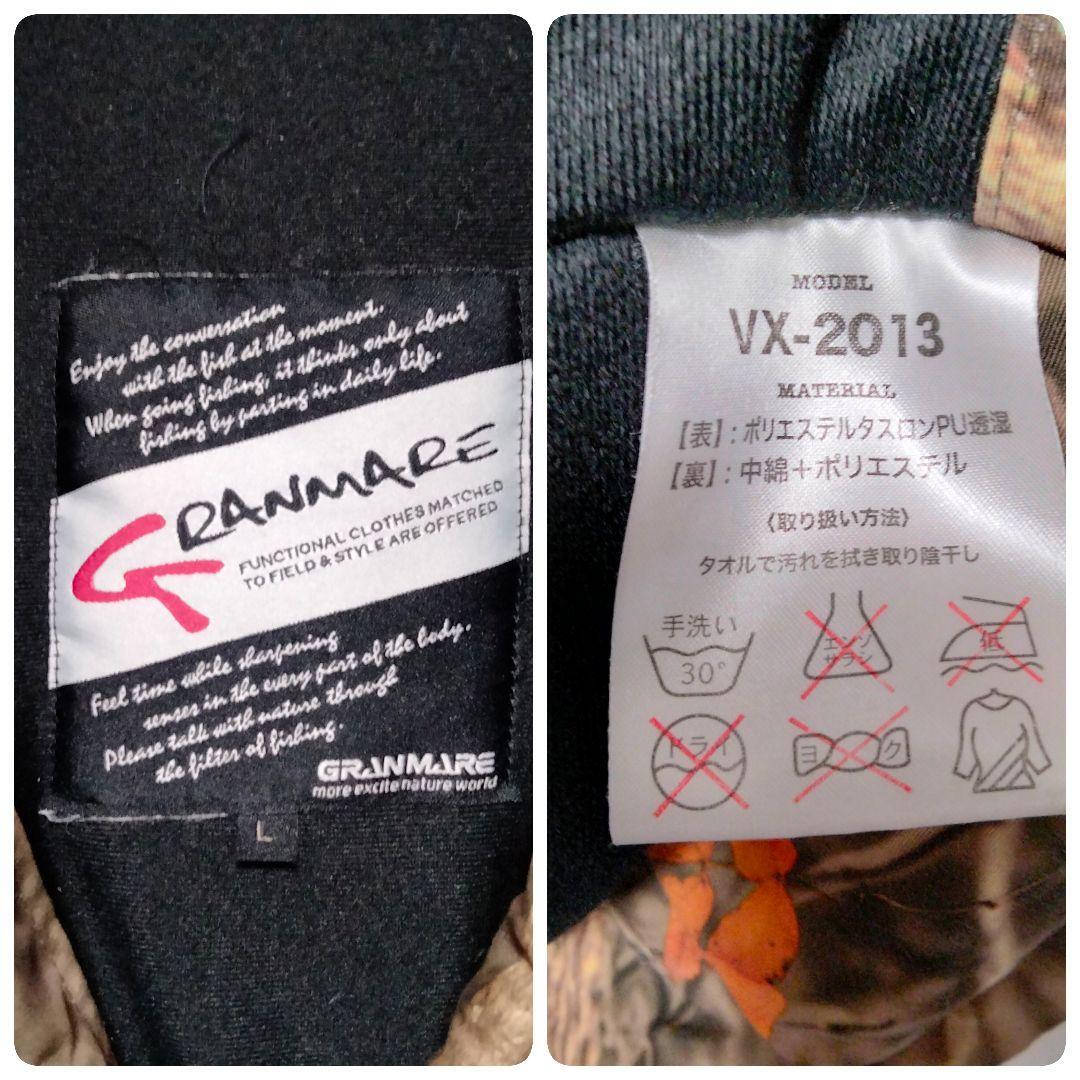 Enjoy the conversation
with the fish at the moment.
When going fishing, it thinks only about
fishing by parting in daily life.
GRANMARE
FUNCTIONAL CLOTHES MATCHED
TO FIELD & STYLE ARE OFFERED
Feel time while sharpening
senses in the every part of the body.
Please talk with nature through
the filter of fishing.
GRANMARE
more excite nature world
L
MODEL
VX-2013
MATERIAL
【表】:ポリエステルタスロンPU透湿
【裏】:中綿+ポリエステル
〈取り扱い方法〉
タオルで汚れを拭き取り陰干し
手洗い
30°
エンソ
サラシ
低
ドライ
ヨ ク